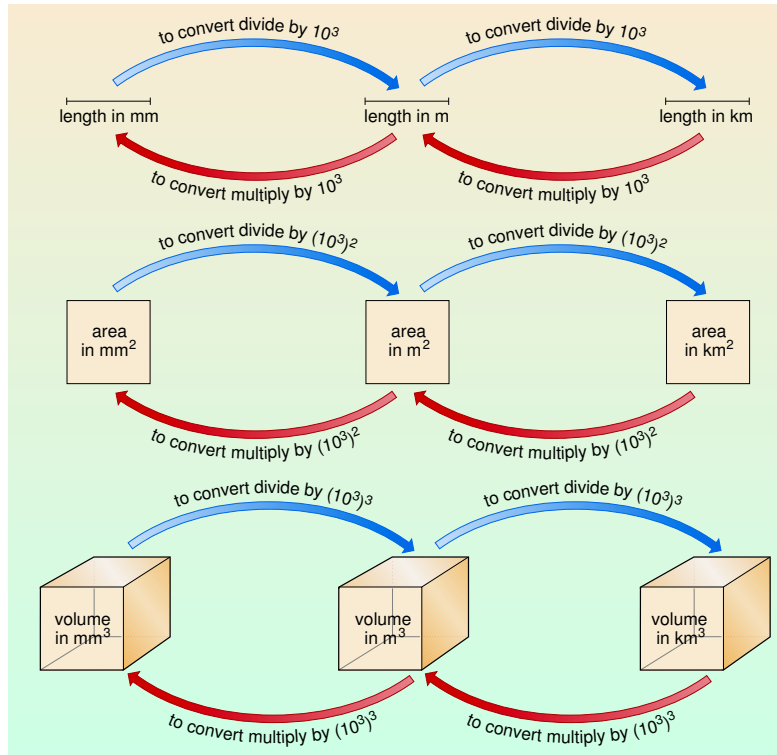 to convert divide by 10³ to convert divide by 10³
length in mm length in m length in km
to convert multiply by 10³ to convert multiply by 10³
to convert divide by (10³)² to convert divide by (10³)²
area area area
in mm² in m² in km²
to convert multiply by (10³)² to convert multiply by (10³)²
to convert divide by (10³)³ to convert divide by (10³)³
volume volume volume
in mm³ in m³ in km³
to convert multiply by (10³)³ to convert multiply by (10³)³